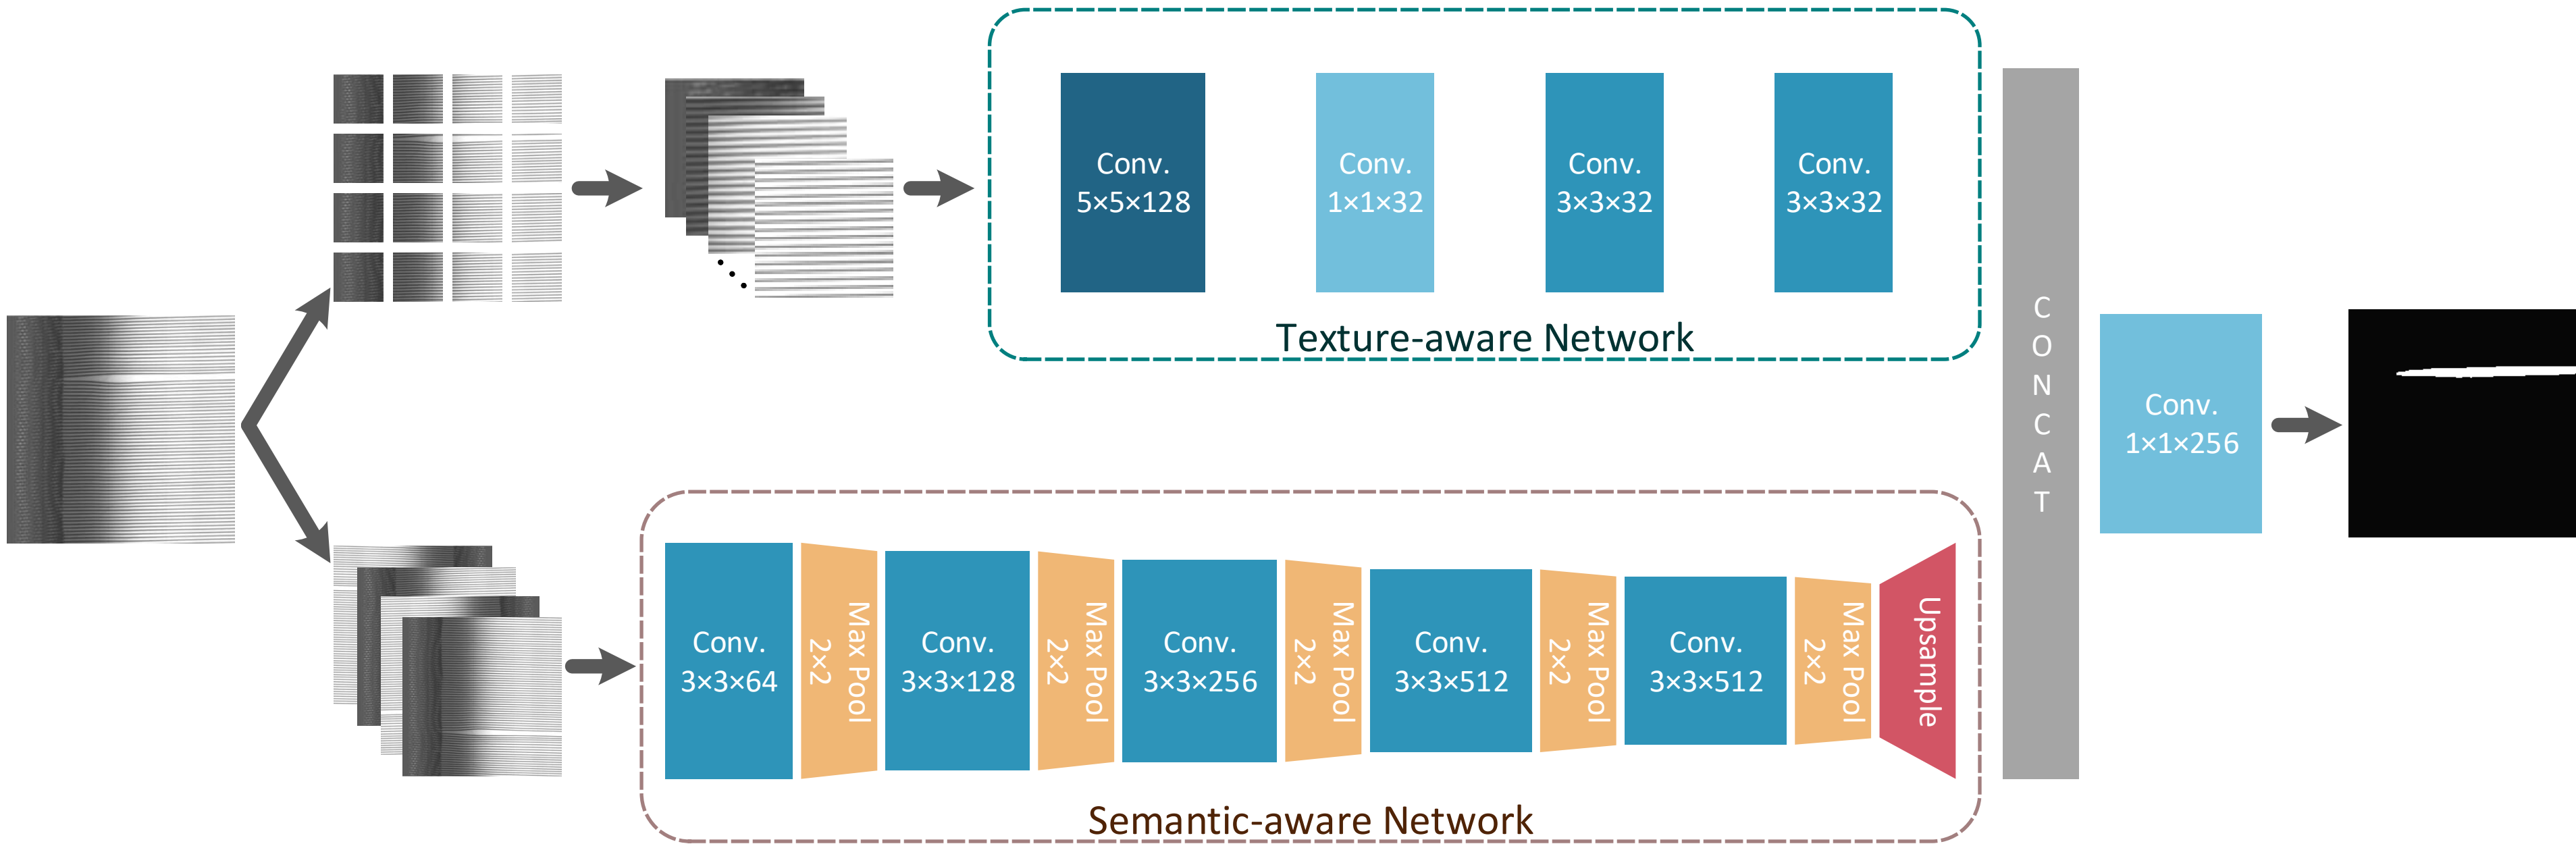 Conv.
5×5×128
Conv.
1×1×32
Conv.
3×3×32
Conv.
3×3×32
Texture-aware Network
CONCAT
Conv.
1×1×256
Conv.
3×3×64
Max Pool
2×2
Conv.
3×3×128
Max Pool
2×2
Conv.
3×3×256
Max Pool
2×2
Conv.
3×3×512
Max Pool
2×2
Conv.
3×3×512
Max Pool
2×2
Upsample
Semantic-aware Network